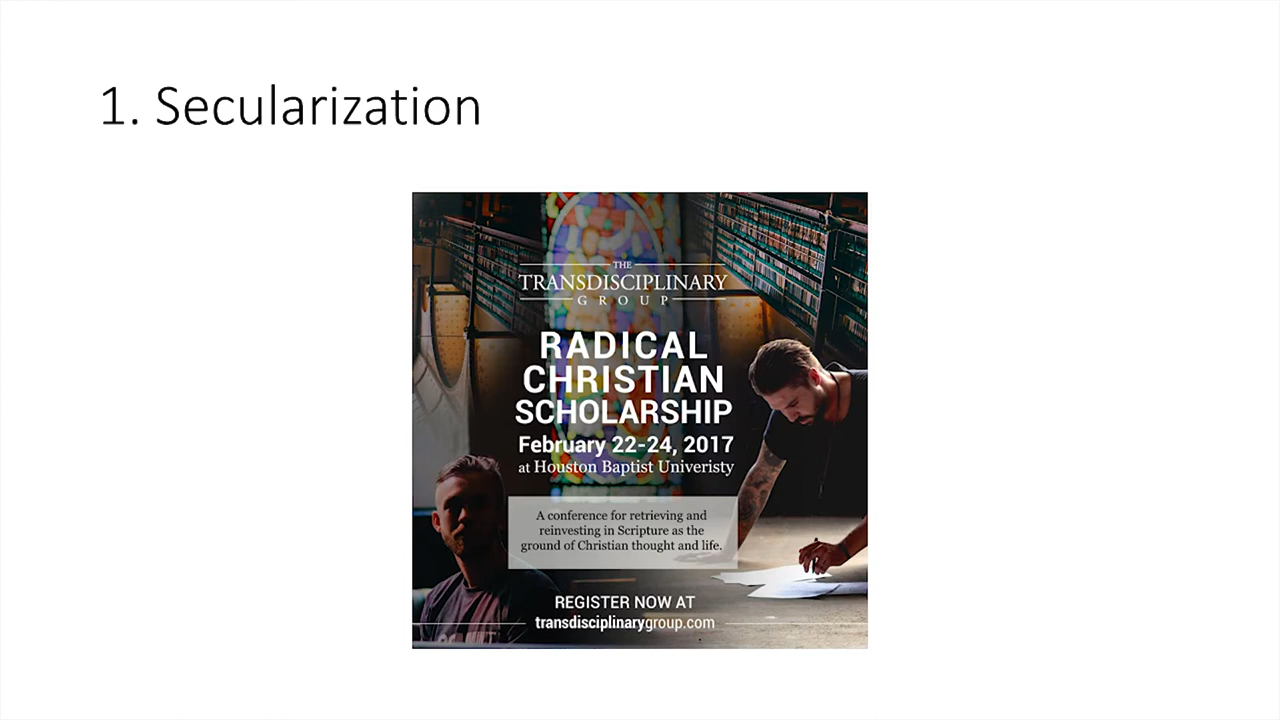 1. Secularization
THE
TRANSDISCIPLINARY
GROUP
RADICAL
CHRISTIAN
SCHOLARSHIP
February 22-24, 2017
at Houston Baptist Univeristy
A conference for retrieving and
reinvesting in Scripture as the
ground of Christian thought and life.
REGISTER NOW AT
transdisciplinarygroup.com